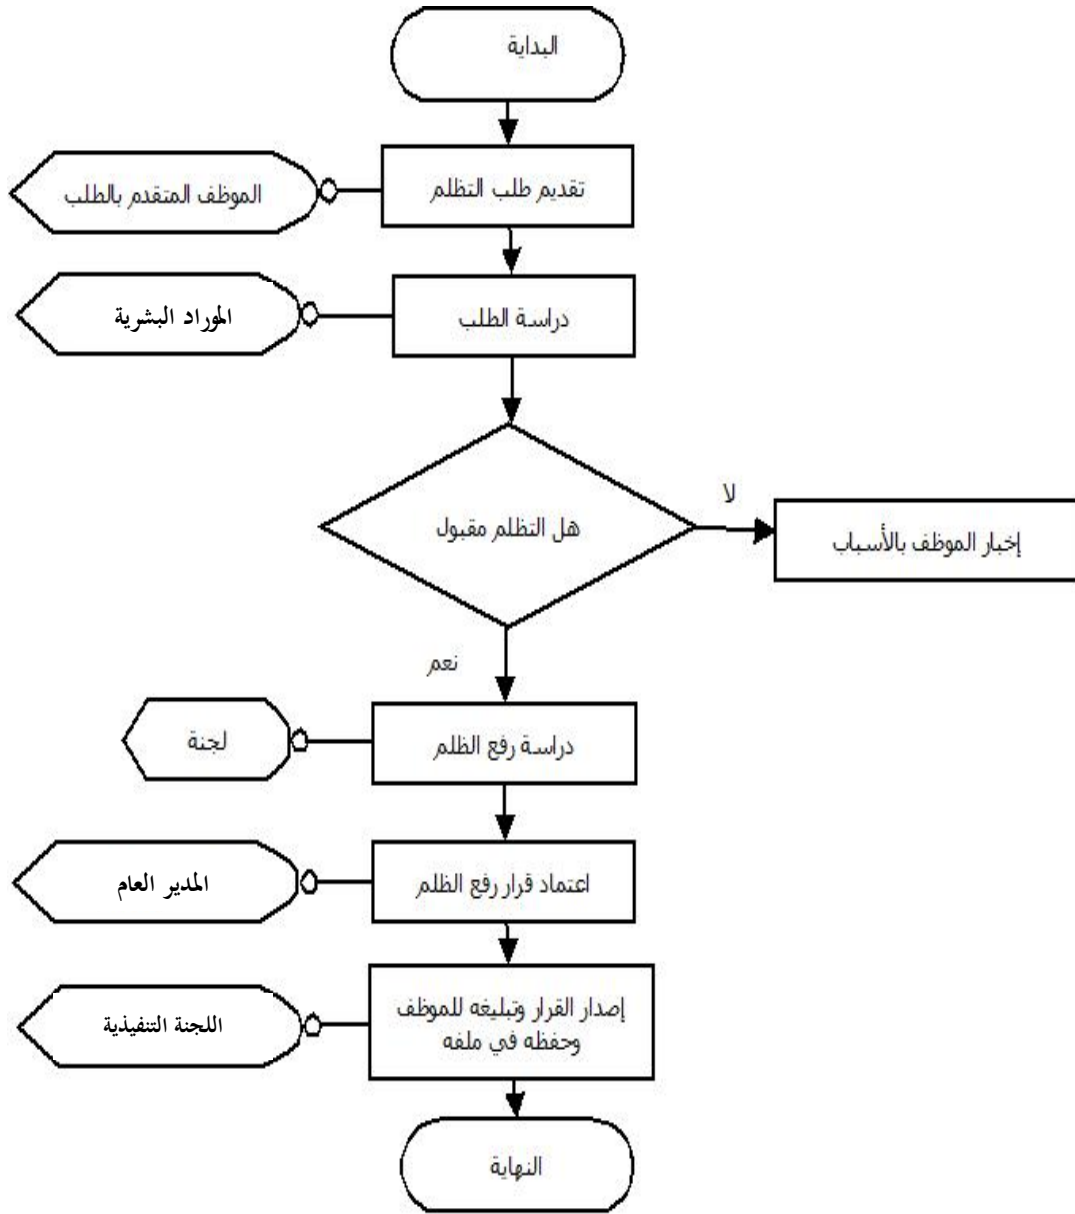 البداية
تقديم طلب التظلم
الموظف المتقدم بالطلب
دراسة الطلب
الموراد البشرية
هل التظلم مقبول
لا
إخبار الموظف بالأسباب
نعم
دراسة رفع الظلم
لجنة
اعتماد قرار رفع الظلم
المدير العام
إصدار القرار وتبليغه للموظف
وحفظه في ملفه
اللجنة التنفيذية
النهاية